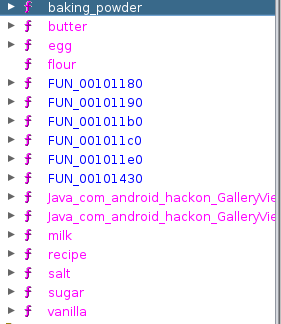 baking_powder
butter
egg
flour
FUN_00101180
FUN_00101190
FUN_001011b0
FUN_001011c0
FUN_001011e0
FUN_00101430
Java_com_android_hackon_GalleryVie
Java_com_android_hackon_GalleryVie
milk
recipe
salt
sugar
vanilla